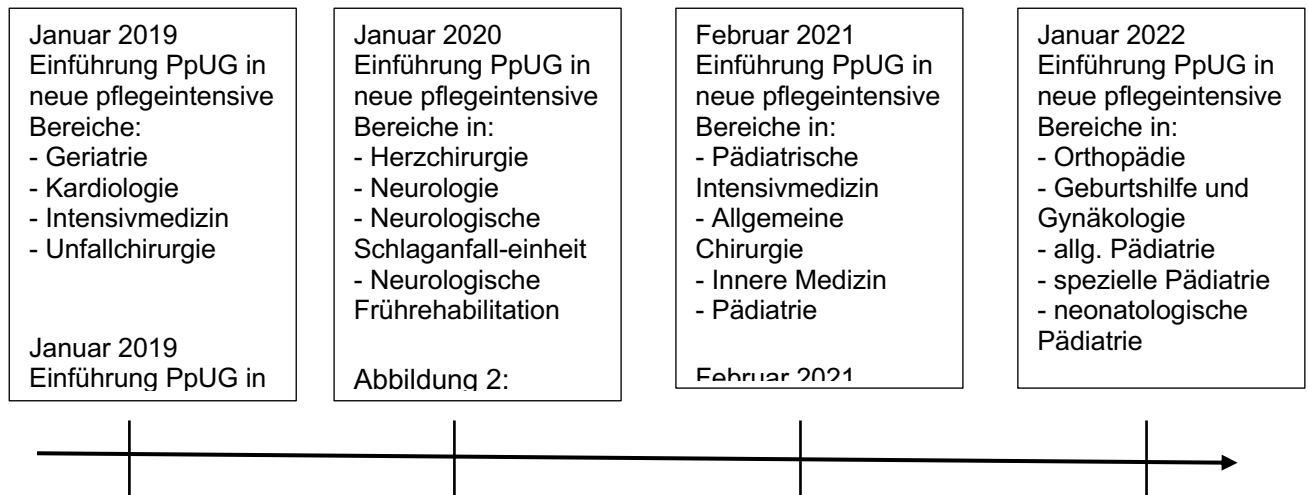 Januar 2019
Einführung PpUG in
neue pflegeintensive
Bereiche:
- Geriatrie
- Kardiologie
- Intensivmedizin
- Unfallchirurgie
Januar 2019
Einführung PpUG in
Januar 2020
Einführung PpUG in
neue pflegeintensive
Bereiche in:
- Herzchirurgie
- Neurologie
- Neurologische
Schlaganfall-einheit
- Neurologische
Frührehabilitation
Abbildung 2:
Februar 2021
Einführung PpUG in
neue pflegeintensive
Bereiche in:
- Pädiatrische
Intensivmedizin
- Allgemeine
Chirurgie
- Innere Medizin
- Pädiatrie
Februar 2021
Januar 2022
Einführung PpUG in
neue pflegeintensive
Bereiche in:
- Orthopädie
- Geburtshilfe und
Gynäkologie
- allg. Pädiatrie
- spezielle Pädiatrie
- neonatologische
Pädiatrie